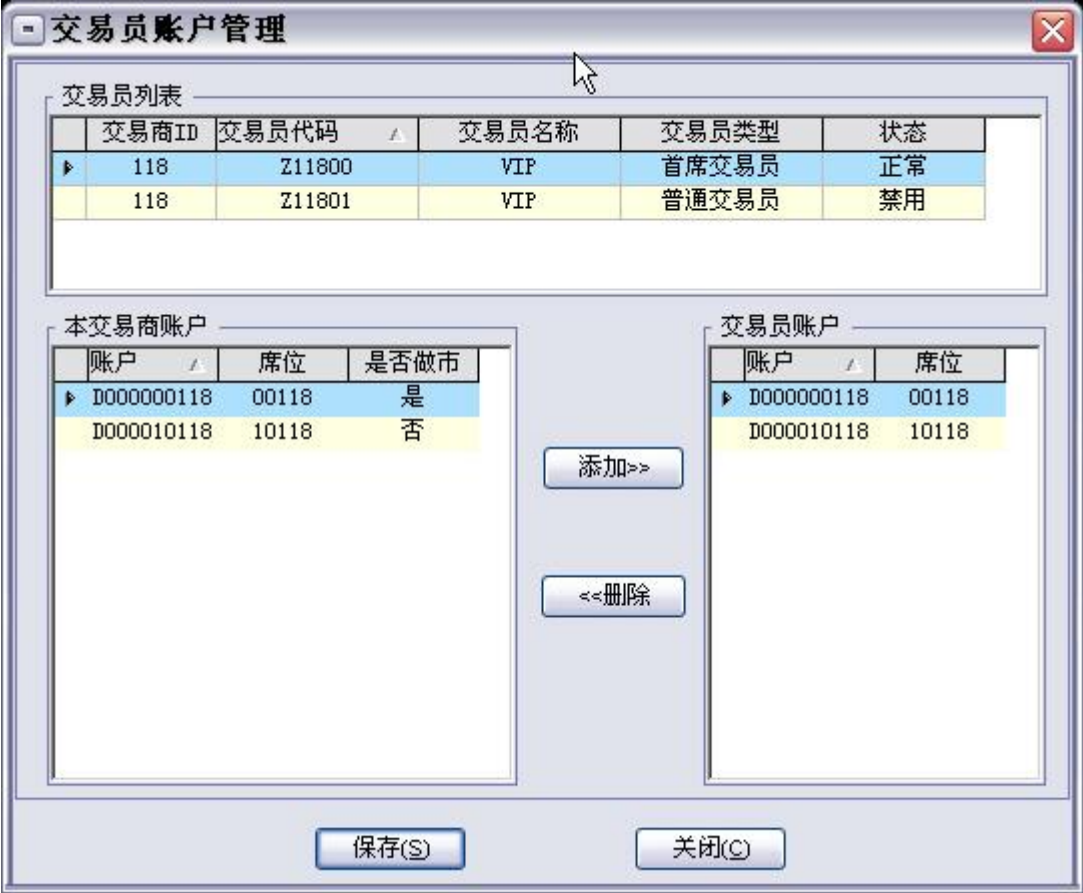 交易员账户管理
交易员列表
交易商ID 交易员代码 交易员名称 交易员类型 状态
118 Z11800 VIP 首席交易员 正常
118 Z11801 VIP 普通交易员 禁用
本交易商账户
账户 席位 是否做市
D000000118 00118 是
D000010118 10118 否
添加>>
<<删除
交易员账户
账户 席位
D000000118 00118
D000010118 10118
保存(S) 关闭(C)